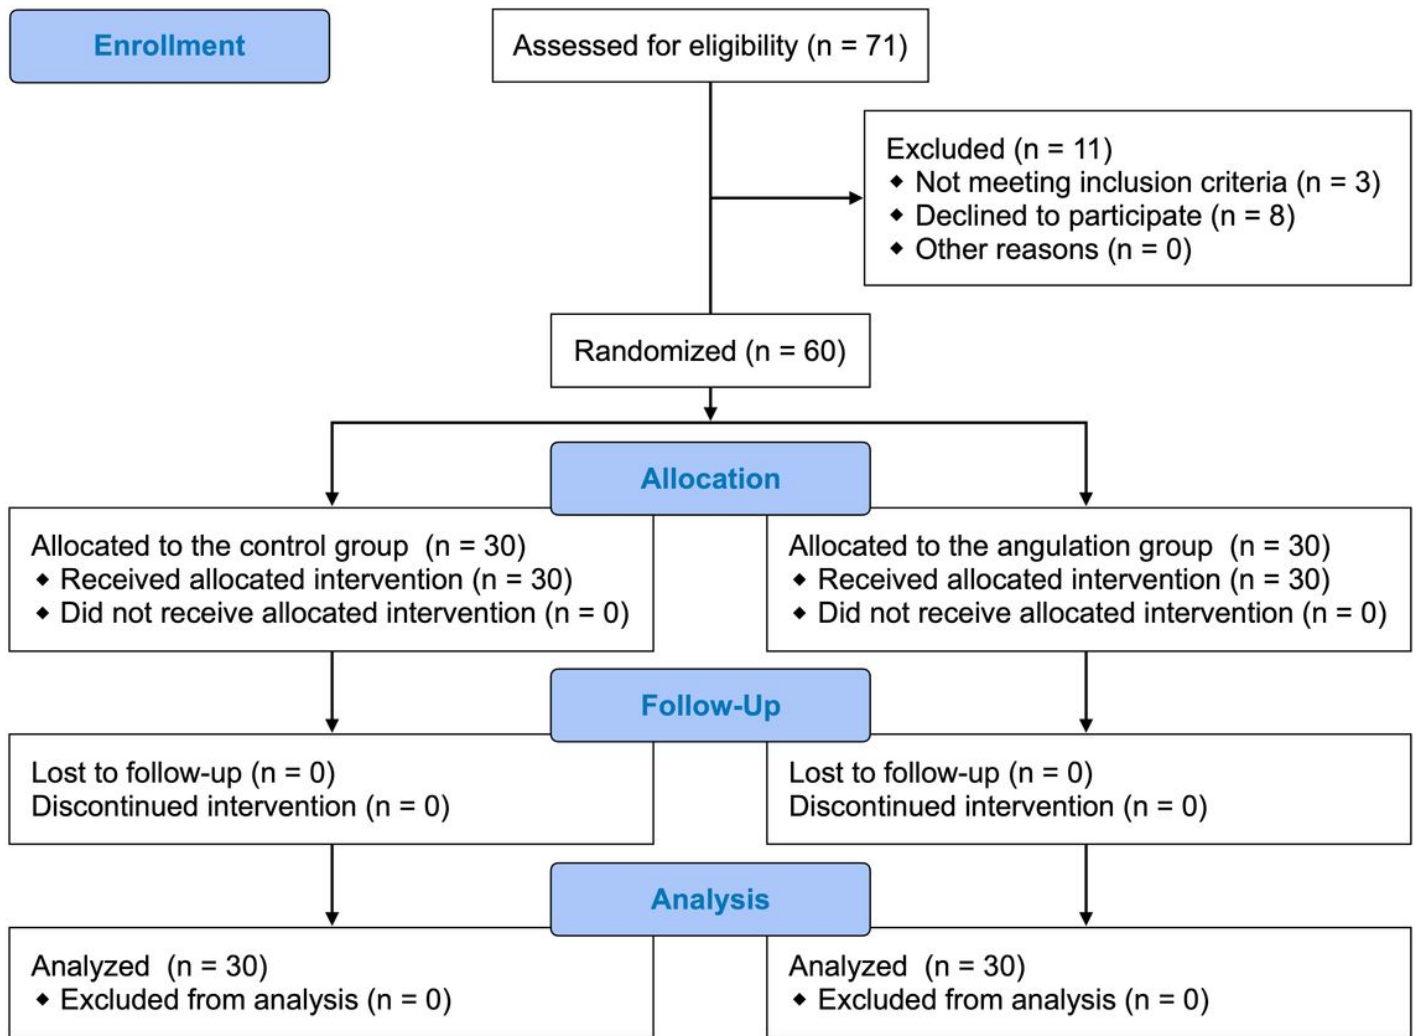 Enrollment
Assessed for eligibility (n = 71)
Excluded (n = 11)
◆ Not meeting inclusion criteria (n = 3)
◆ Declined to participate (n = 8)
◆ Other reasons (n = 0)
Randomized (n = 60)
Allocation
Allocated to the control group (n = 30)
◆ Received allocated intervention (n = 30)
◆ Did not receive allocated intervention (n = 0)
Allocated to the angulation group (n = 30)
◆ Received allocated intervention (n = 30)
◆ Did not receive allocated intervention (n = 0)
Follow-Up
Lost to follow-up (n = 0)
Discontinued intervention (n = 0)
Lost to follow-up (n = 0)
Discontinued intervention (n = 0)
Analysis
Analyzed (n = 30)
◆ Excluded from analysis (n = 0)
Analyzed (n = 30)
◆ Excluded from analysis (n = 0)